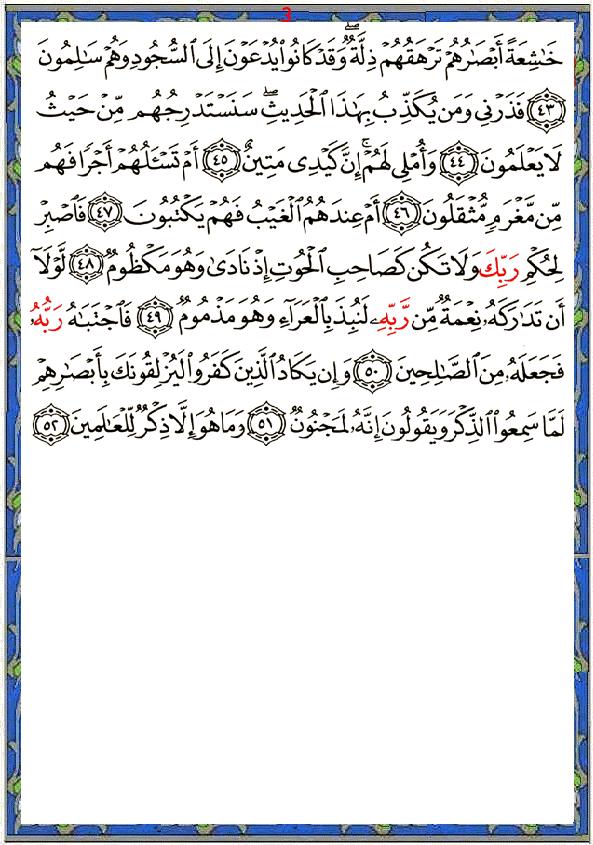 3
خَٰشِعَةً أَبۡصَٰرُهُمۡ تَرۡهَقُهُمۡ ذِلَّةٞۖ وَقَدۡ كَانُواْ يُدۡعَوۡنَ إِلَى ٱلسُّجُودِ وَهُمۡ سَٰلِمُونَ
٤٣ فَذَرۡنِي وَمَن يُكَذِّبُ بِهَٰذَا ٱلۡحَدِيثِۖ سَنَسۡتَدۡرِجُهُم مِّنۡ حَيۡثُ
لَا يَعۡلَمُونَ ٤٤ وَأُمۡلِي لَهُمۡۚ إِنَّ كَيۡدِي مَتِينٌ ٤٥ أَمۡ تَسۡـَٔلُهُمۡ أَجۡرٗا فَهُم
مِّن مَّغۡرَمٖ مُّثۡقَلُونَ ٤٦ أَمۡ عِندَهُمُ ٱلۡغَيۡبُ فَهُمۡ يَكۡتُبُونَ ٤٧ فَٱصۡبِرۡ
لِحُكۡمِ رَبِّكَ وَلَا تَكُن كَصَاحِبِ ٱلۡحُوتِ إِذۡ نَادَىٰ وَهُوَ مَكۡظُومٞ ٤٨ لَّوۡلَآ
أَن تَدَٰرَكَهُۥ نِعۡمَةٞ مِّن رَّبِّهِۦ لَنُبِذَ بِٱلۡعَرَآءِ وَهُوَ مَذۡمُومٞ ٤٩ فَٱجۡتَبَٰهُ رَبُّهُۥ
فَجَعَلَهُۥ مِنَ ٱلصَّٰلِحِينَ ٥٠ وَإِن يَكَادُ ٱلَّذِينَ كَفَرُواْ لَيُزۡلِقُونَكَ بِأَبۡصَٰرِهِمۡ
لَمَّا سَمِعُواْ ٱلذِّكۡرَ وَيَقُولُونَ إِنَّهُۥ لَمَجۡنُونٞ ٥١ وَمَا هُوَ إِلَّا ذِكۡرٞ لِّلۡعَٰلَمِينَ ٥٢